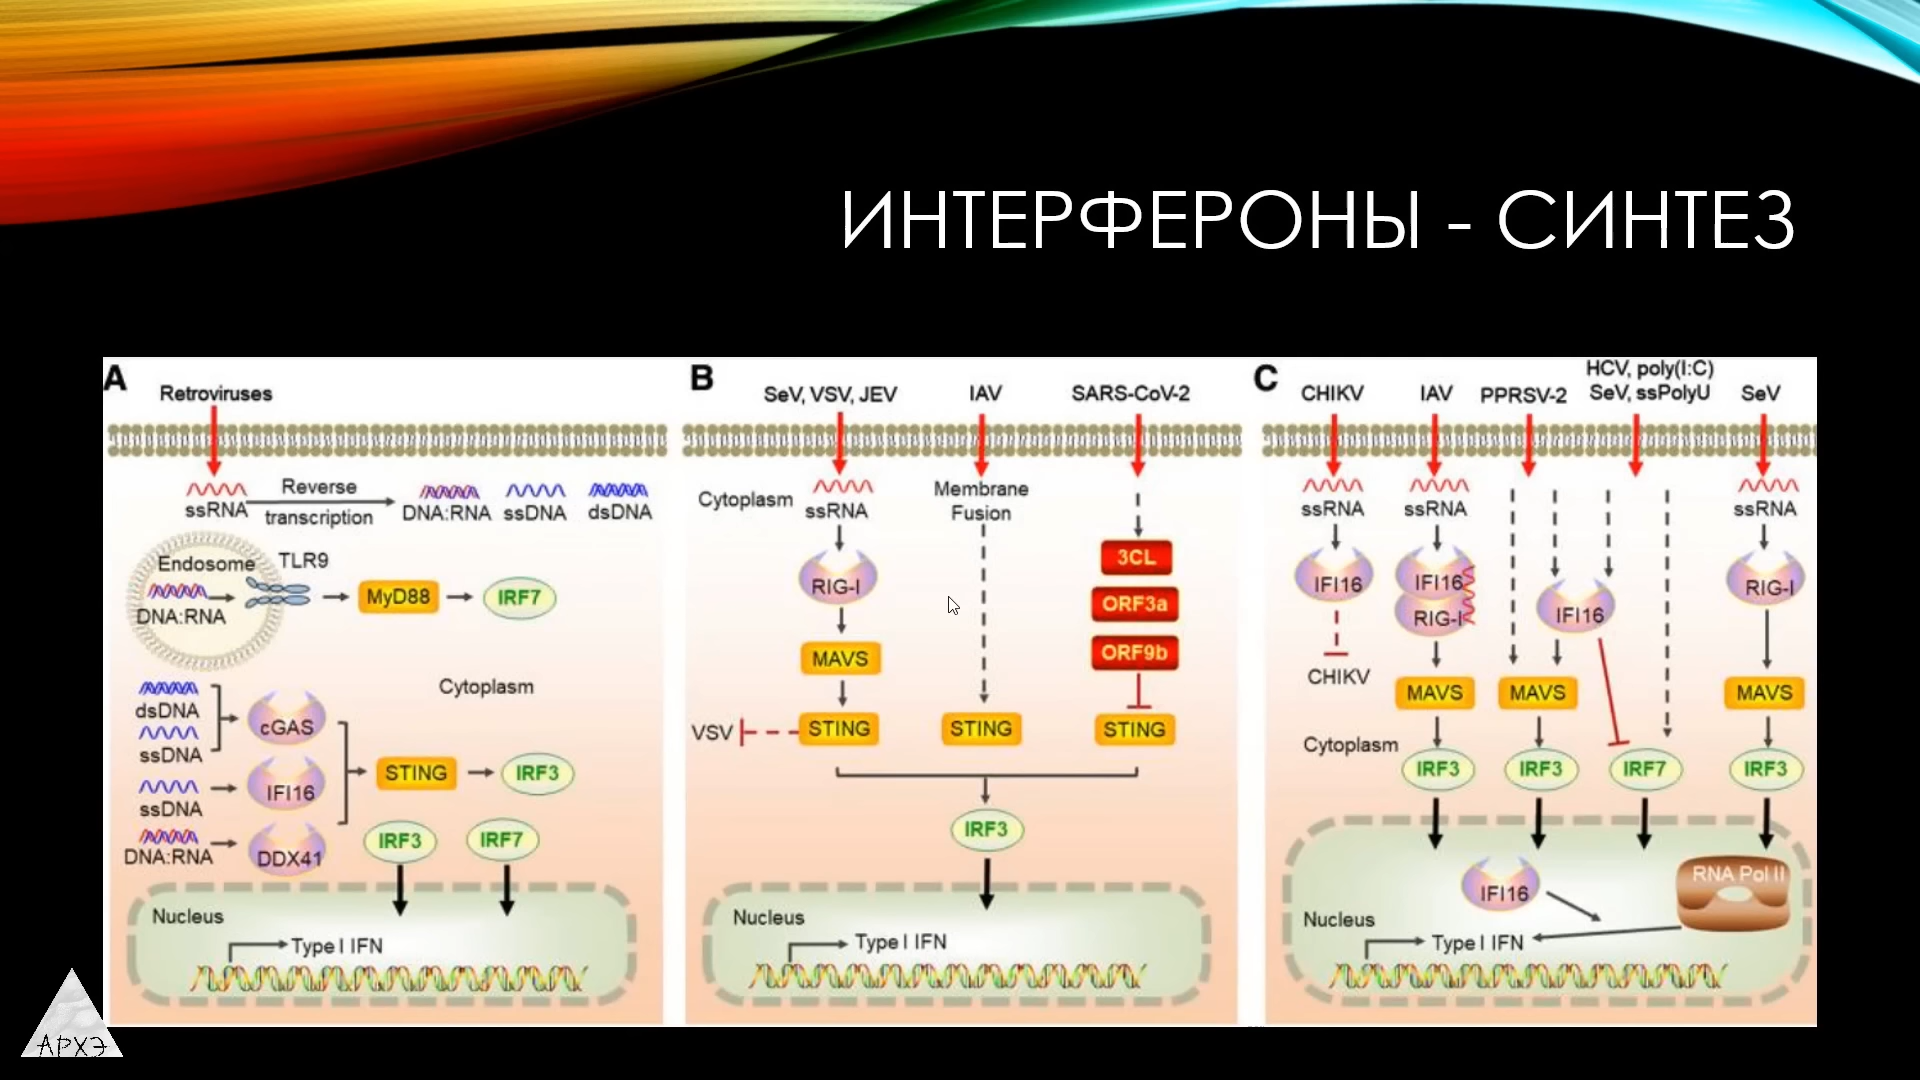 ИНТЕРФЕРОНЫ - СИНТЕЗ
A
Retroviruses
ssRNA
Reverse
transcription
DNA:RNA
ssDNA
dsDNA
Endosome
TLR9
DNA:RNA
MyD88
IRF7
Cytoplasm
dsDNA
ssDNA
cGAS
ssDNA
IFI16
DNA:RNA
DDX41
STING
IRF3
IRF3
IRF7
Nucleus
Type I IFN
B
SeV, VSV, JEV
IAV
SARS-CoV-2
Cytoplasm
ssRNA
Membrane
Fusion
RIG-I
MAVS
VSV
STING
STING
3CL
ORF3a
ORF9b
STING
IRF3
Nucleus
Type I IFN
C
CHIKV
IAV
PPRSV-2
HCV, poly(I:C)
SeV, ssPolyU
SeV
ssRNA
ssRNA
ssRNA
IFI16
CHIKV
IFI16
RIG-I
IFI16
RIG-I
MAVS
MAVS
MAVS
Cytoplasm
IRF3
IRF3
IRF7
IRF3
IFI16
RNA Pol II
Nucleus
Type I IFN
АРХЭ